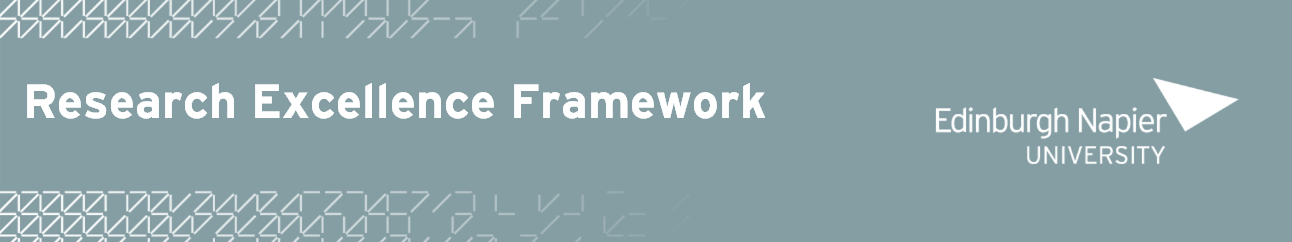 Research Excellence Framework
Edinburgh Napier
UNIVERSITY